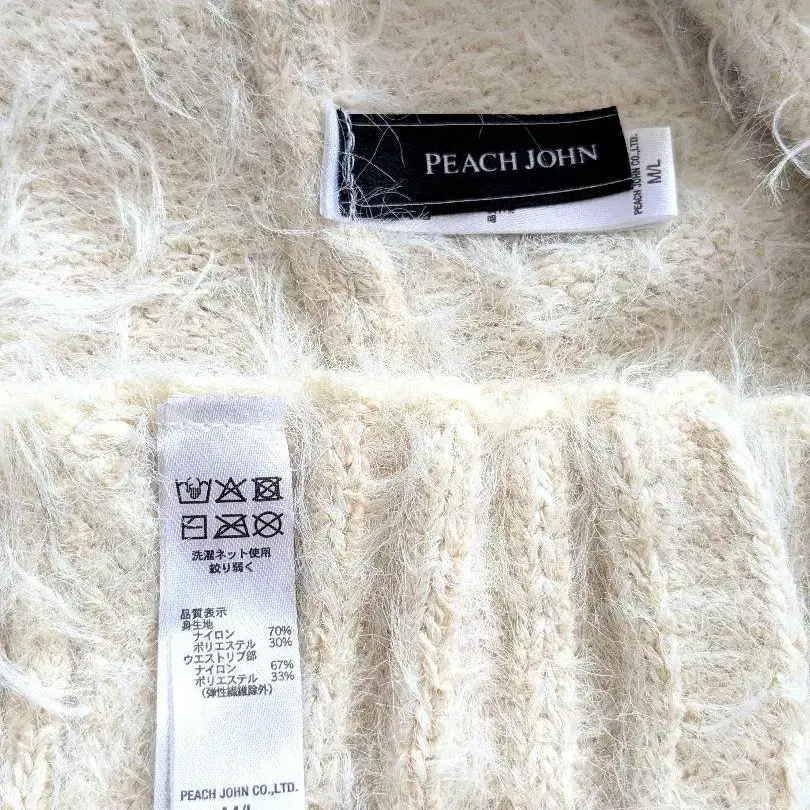 PEACH JOHN
PEACH JOHN CO.,LTD.
M/L
洗濯ネット使用
絞り弱く
品質表示
身生地
ナイロン 70%
ポリエステル 30%
ウエストリブ部
ナイロン 67%
ポリエステル 33%
(弾性繊維除外)
PEACH JOHN CO.,LTD.